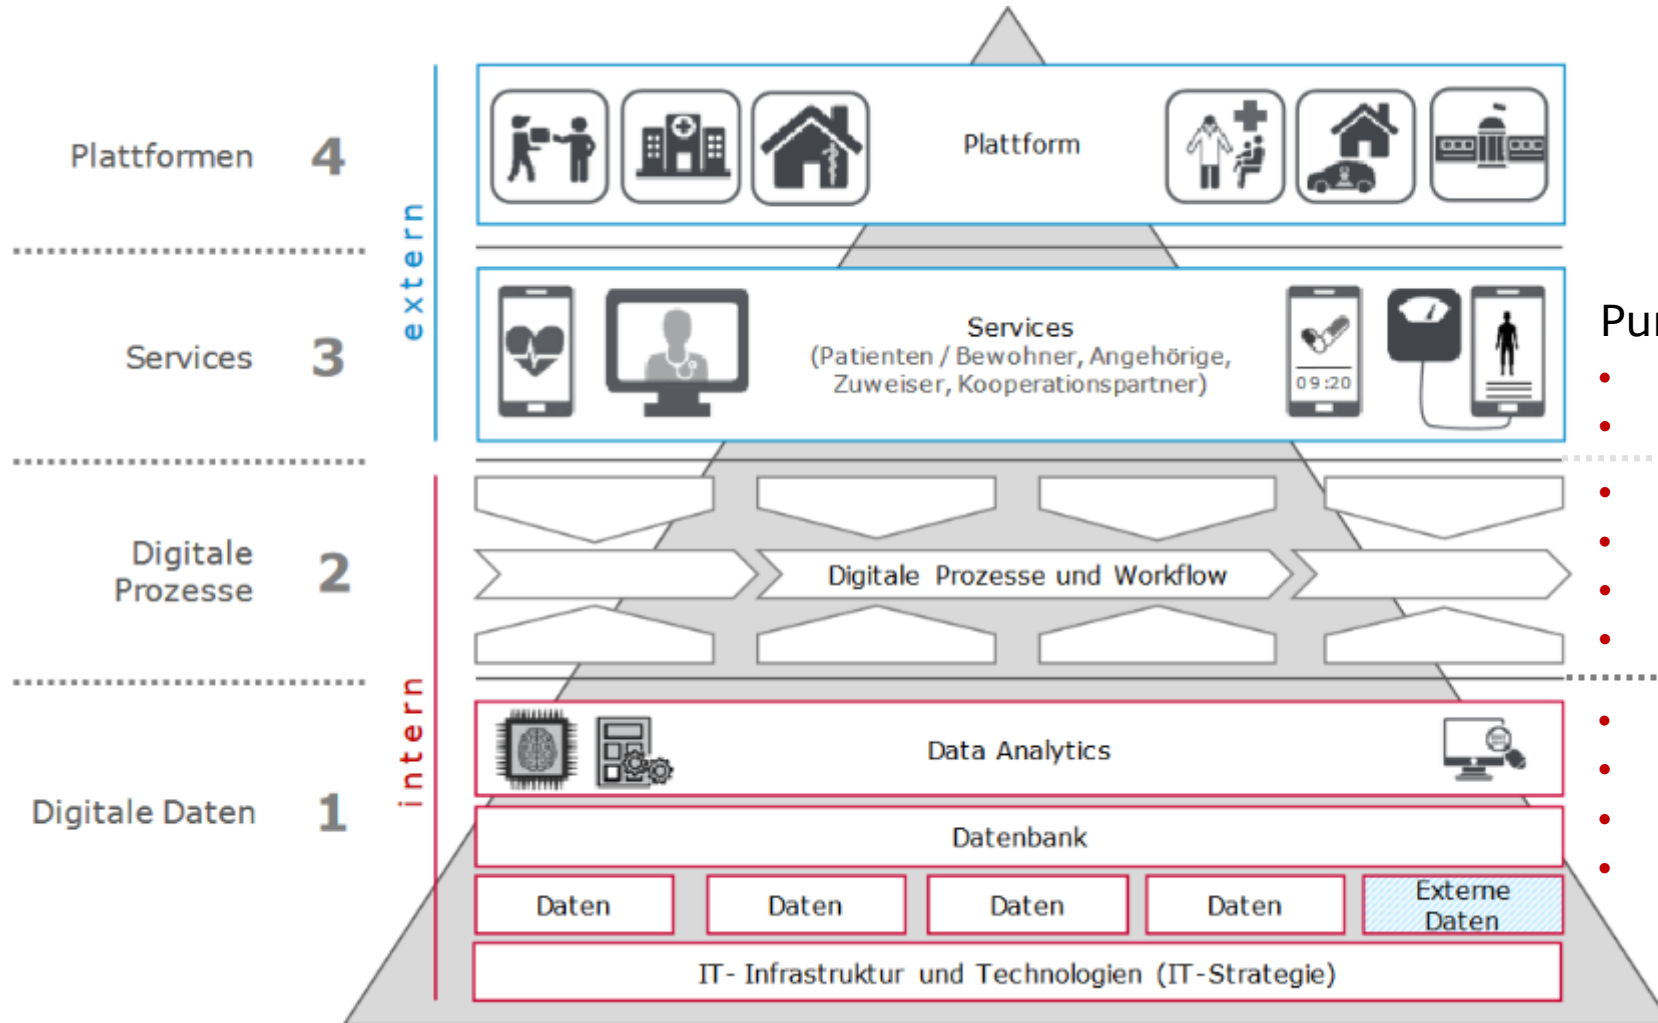 Plattformen 4
Plattform
extern
Services 3
Services
(Patienten / Bewohner, Angehörige,
Zuweiser, Kooperationspartner)
09:20
Digitale
Prozesse 2
Digitale Prozesse und Workflow
intern
Digitale Daten 1
Data Analytics
Datenbank
Daten
Daten
Daten
Daten
Externe
Daten
IT- Infrastruktur und Technologien (IT-Strategie)